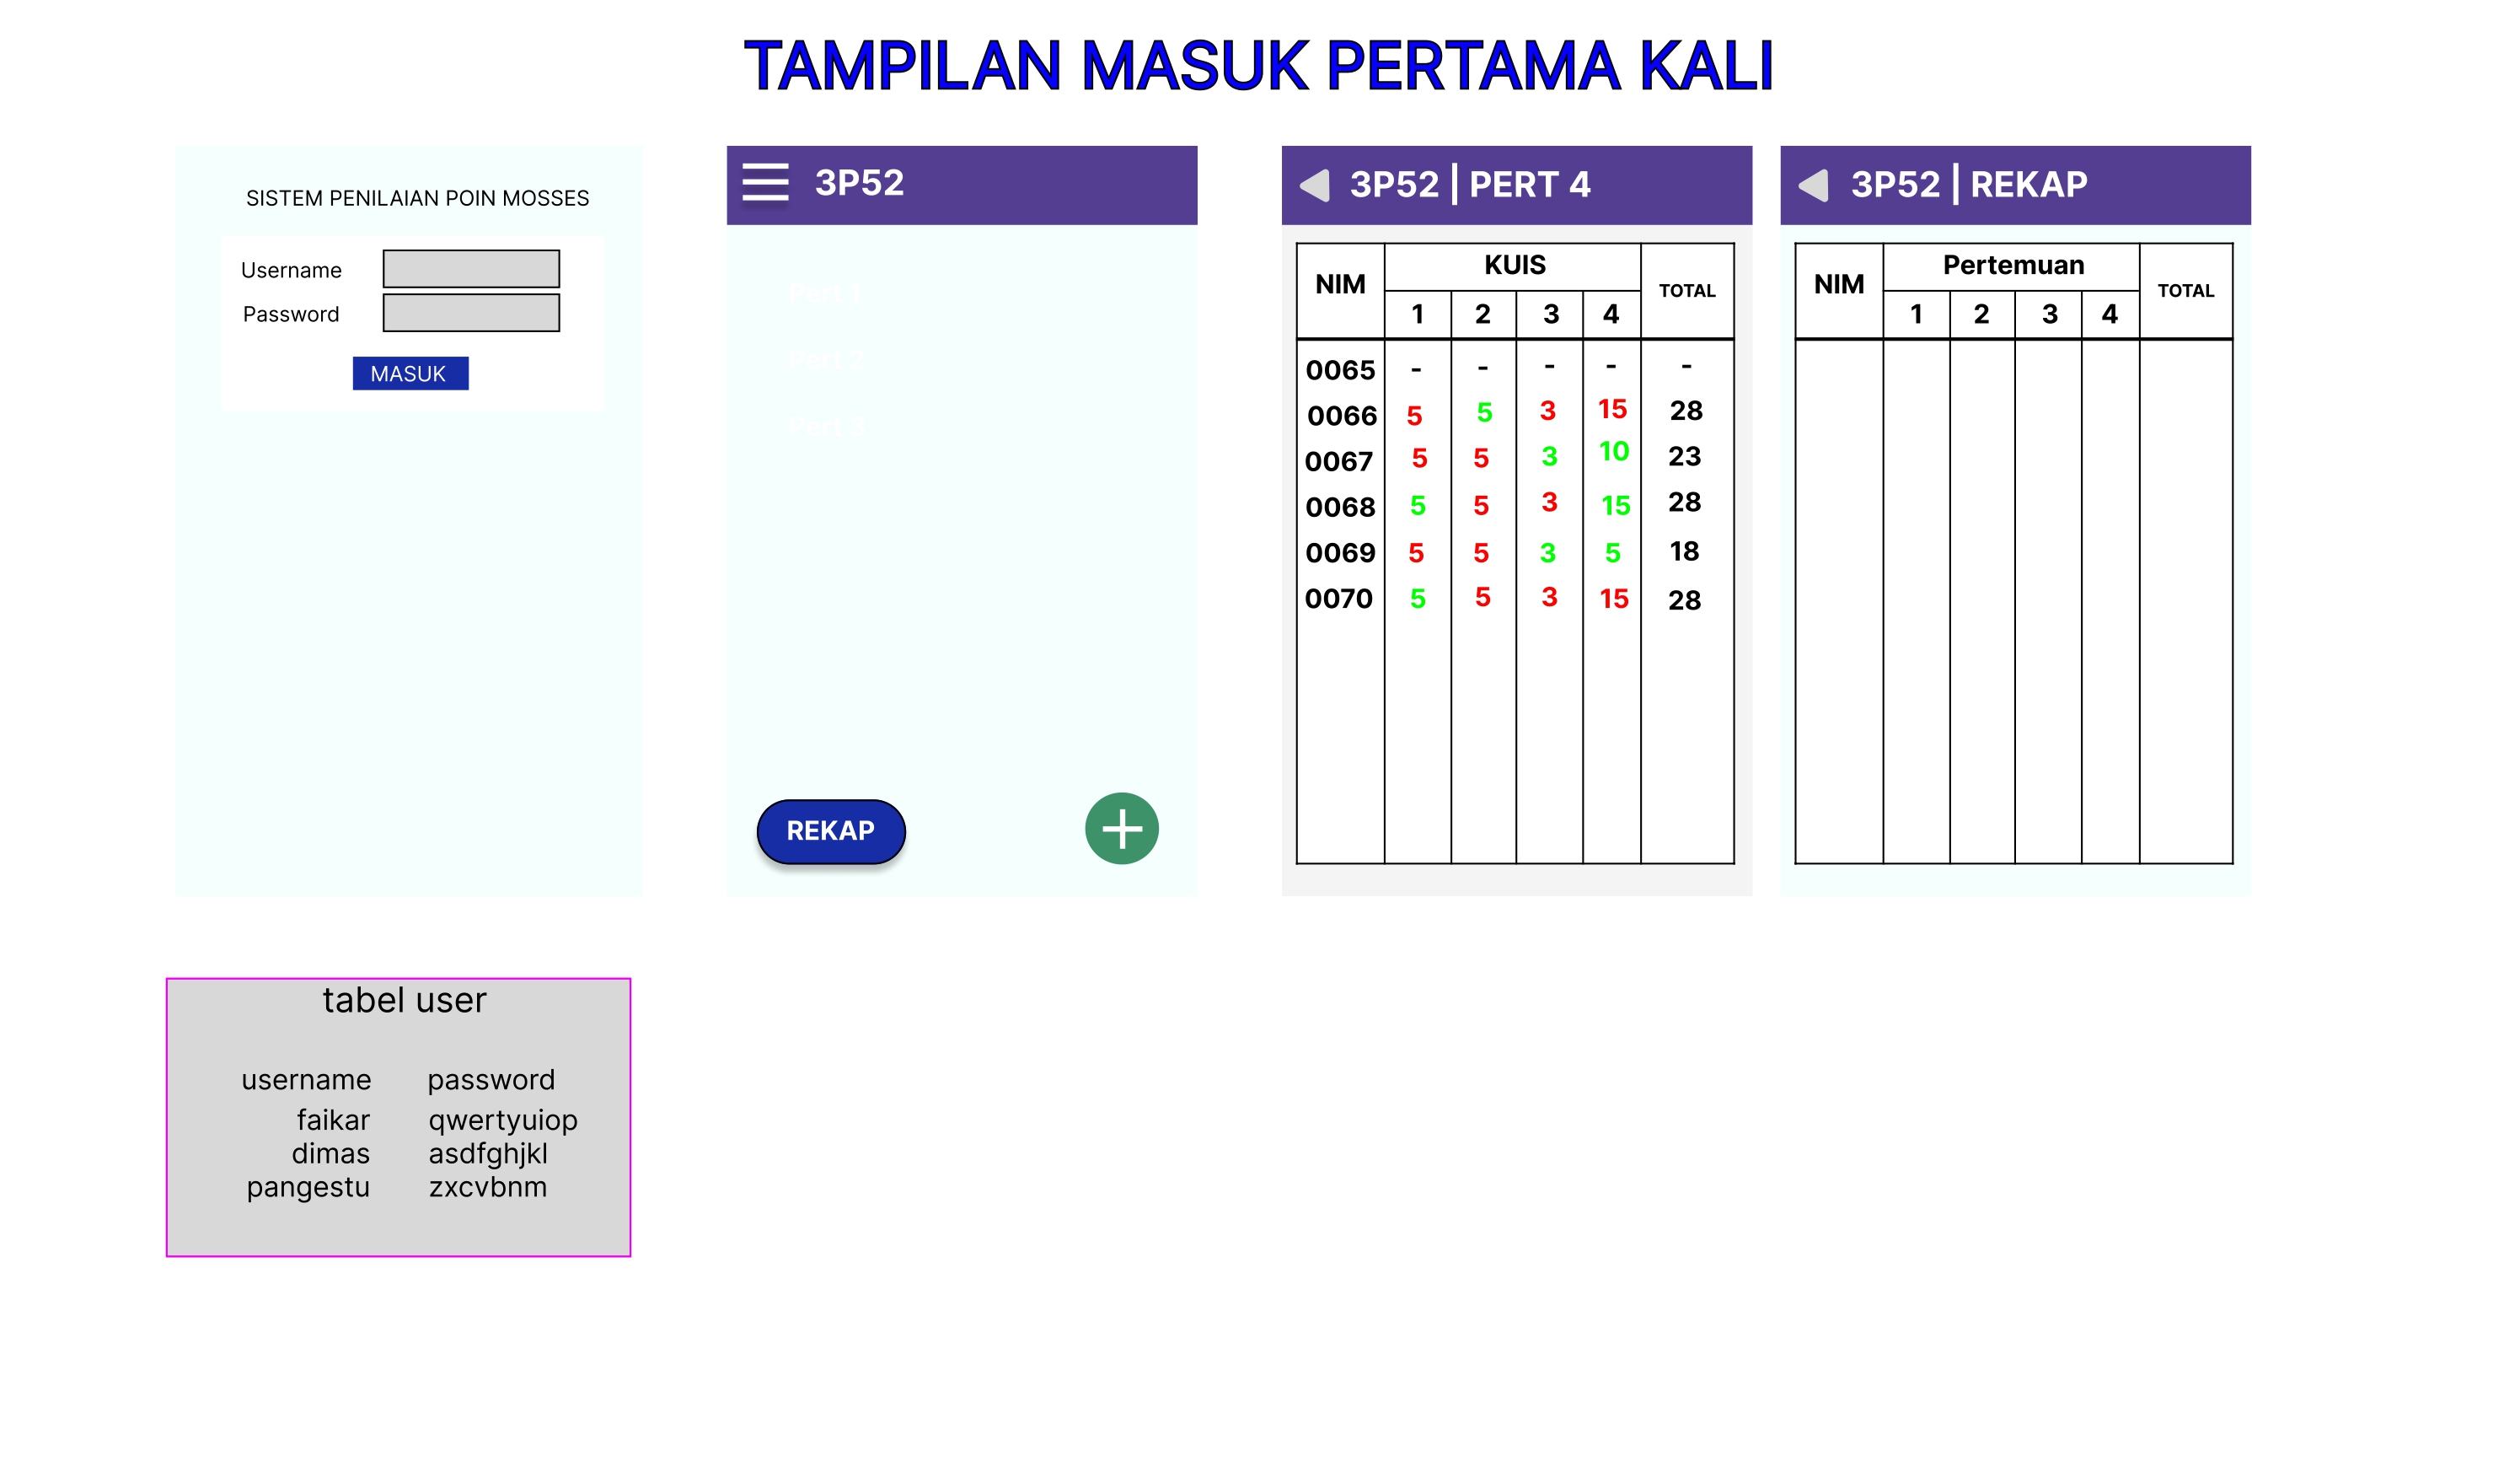 TAMPILAN MASUK PERTAMA KALI
SISTEM PENILAIAN POIN MOSSES
Username
Password
MASUK
3P52
Pert 1
Pert 2
Pert 3
REKAP
3P52 | PERT 4
NIM KUIS TOTAL
1 2 3 4
0065 - - - - -
0066 5 5 3 15 28
0067 5 5 3 10 23
0068 5 5 3 15 28
0069 5 5 3 5 18
0070 5 5 3 15 28
3P52 | REKAP
NIM Pertemuan TOTAL
1 2 3 4
tabel user
username password
faikar qwertyuiop
dimas asdfghjkl
pangestu zxcvbnm